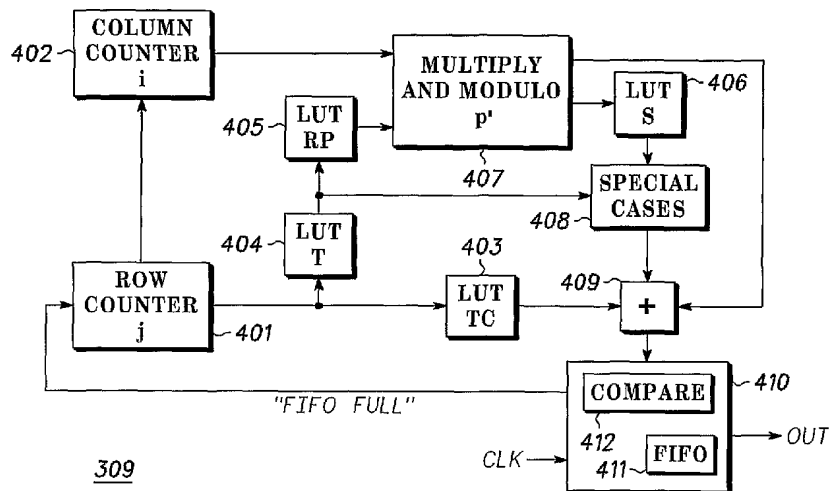 COLUMN
COUNTER
i
402
MULTIPLY
AND MODULO
p'
407
LUT
S
406
LUT
RP
405
SPECIAL
CASES
408
LUT
T
404
403
LUT
TC
409
+
ROW
COUNTER
j
401
410
COMPARE
412
FIFO
411
"FIFO FULL"
CLK
OUT
309